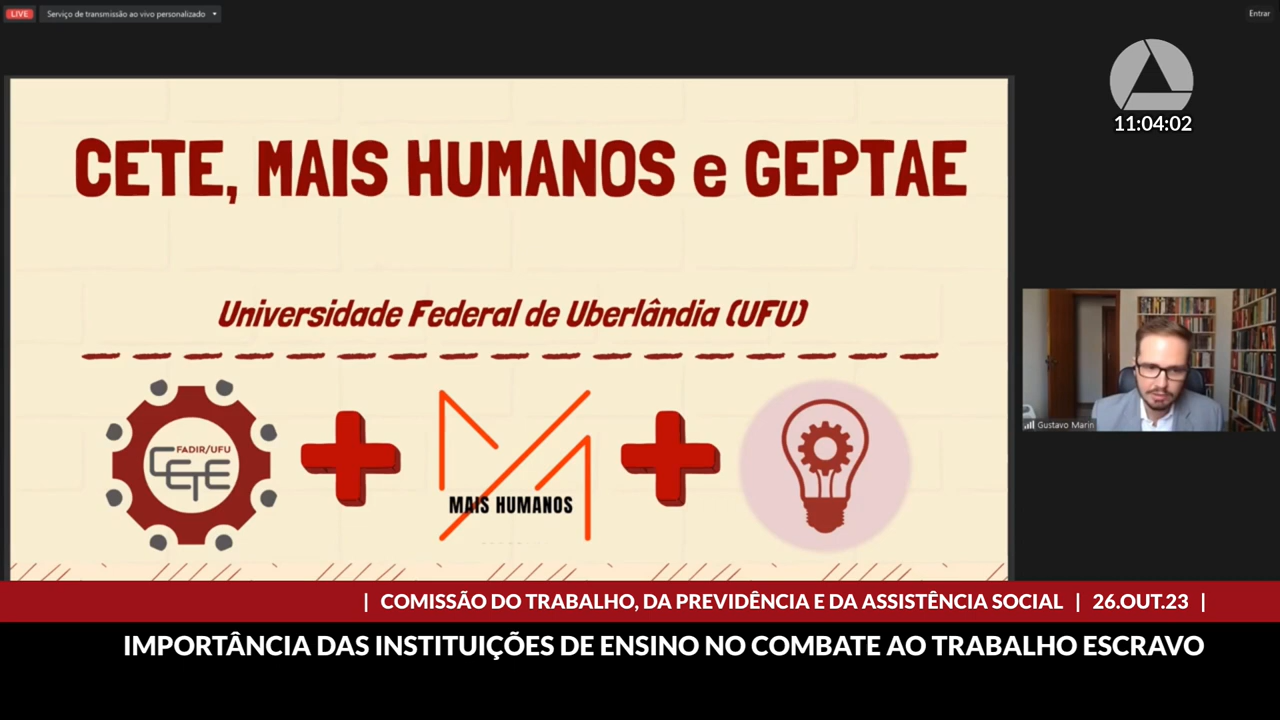 LIVE
Serviço de transmissão ao vivo personalizado
Entrar
11:04:02
CETE, MAIS HUMANOS e GEPTAE
Universidade Federal de Uberlândia (UFU)
FADIR/UFU
CETE
MAIS HUMANOS
Gustavo Marin
| COMISSÃO DO TRABALHO, DA PREVIDÊNCIA E DA ASSISTÊNCIA SOCIAL | 26.OUT.23 |
IMPORTÂNCIA DAS INSTITUIÇÕES DE ENSINO NO COMBATE AO TRABALHO ESCRAVO